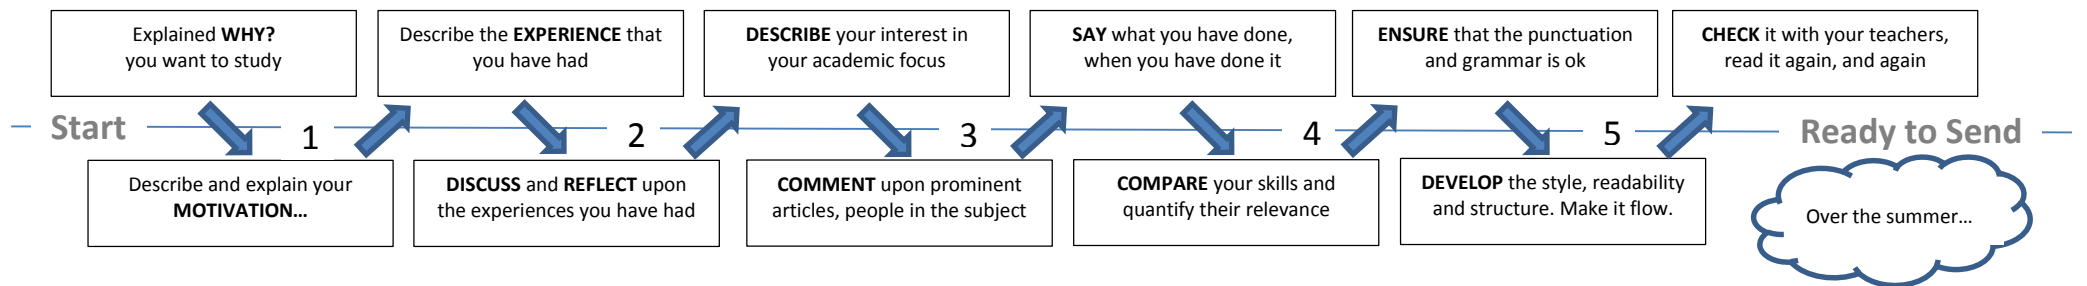 Explained WHY?
you want to study
Describe the EXPERIENCE that
you have had
DESCRIBE your interest in
your academic focus
SAY what you have done,
when you have done it
ENSURE that the punctuation
and grammar is ok
CHECK it with your teachers,
read it again, and again
Start
1
2
3
4
5
Ready to Send
Describe and explain your
MOTIVATION...
DISCUSS and REFLECT upon
the experiences you have had
COMMENT upon prominent
articles, people in the subject
COMPARE your skills and
quantify their relevance
DEVELOP the style, readability
and structure. Make it flow.
Over the summer...